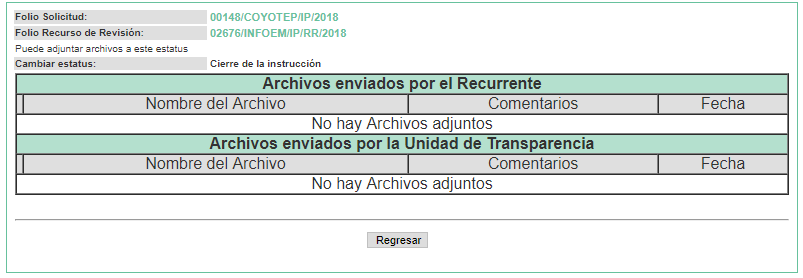 Folio Solicitud: 00148/COYOTEP/IP/2018
Folio Recurso de Revisión: 02676/INFOEM/IP/RR/2018
Puede adjuntar archivos a este estatus
Cambiar estatus: Cierre de la instrucción
Archivos enviados por el Recurrente
Nombre del Archivo Comentarios Fecha
No hay Archivos adjuntos
Archivos enviados por la Unidad de Transparencia
Nombre del Archivo Comentarios Fecha
No hay Archivos adjuntos
Regresar